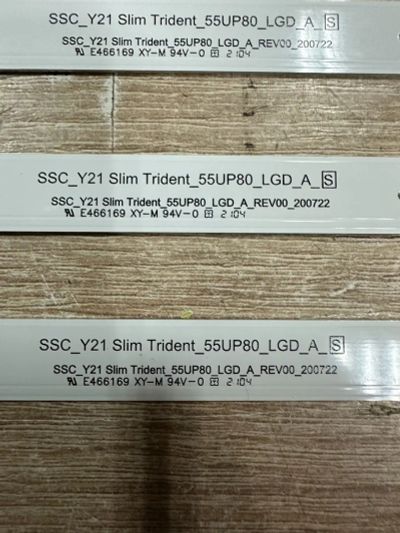 SSC_Y21 Slim Trident_55UP80_LGD_A_S
SSC_Y21 Slim Trident_55UP80_LGD_A_REV00_200722
E466169 XY-M 94V-0 2104
SSC_Y21 Slim Trident_55UP80_LGD_A_S
SSC_Y21 Slim Trident_55UP80_LGD_A_REV00_200722
E466169 XY-M 94V-0 2104
SSC_Y21 Slim Trident_55UP80_LGD_A_S
SSC_Y21 Slim Trident_55UP80_LGD_A_REV00_200722
E466169 XY-M 94V-0 2104